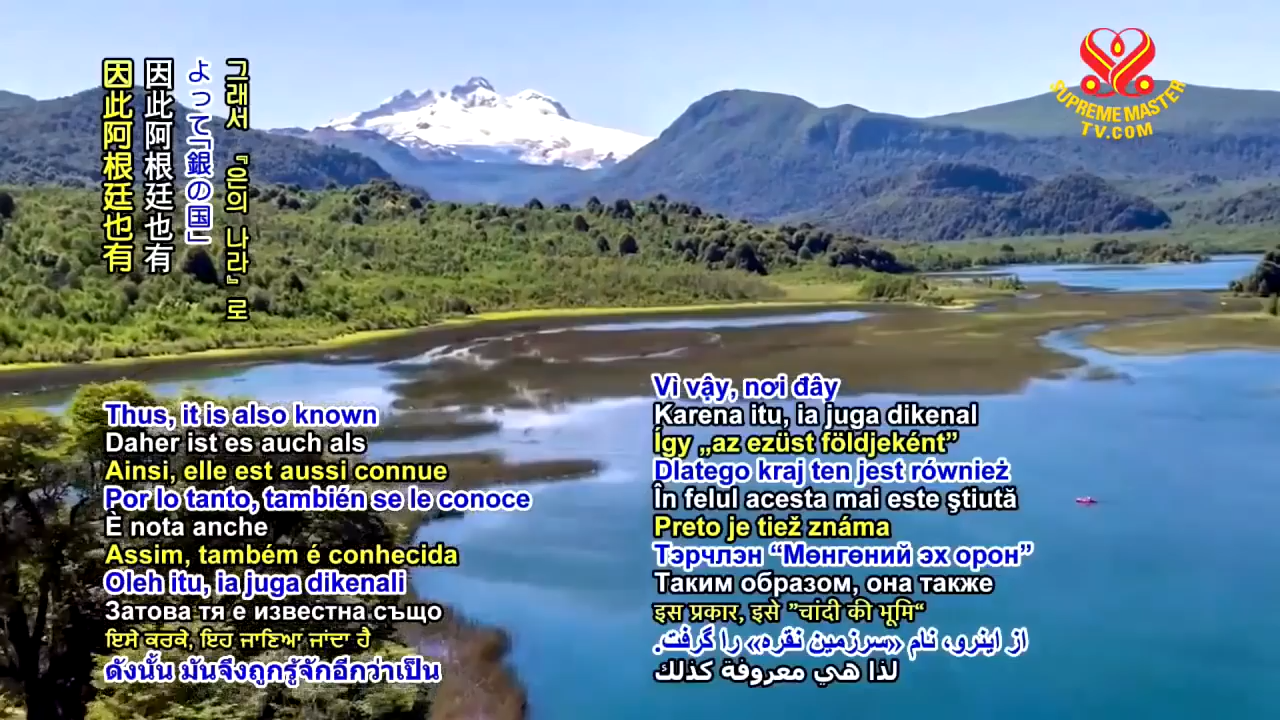 因此阿根廷也有
因此阿根廷也有
よって「銀の国」
그래서 『은의 나라』로
SUPREME MASTER
TV.COM
Thus, it is also known
Daher ist es auch als
Ainsi, elle est aussi connue
Por lo tanto, también se le conoce
È nota anche
Assim, também é conhecida
Oleh itu, ia juga dikenali
Затова тя е известна също
ਇਸੇ ਕਰਕੇ, ਇਹ ਜਾਣਿਆ ਜਾਂਦਾ ਹੈ
ดังนั้น มันจึงถูกรู้จักอีกว่าเป็น
Vì vậy, nơi đây
Karena itu, ia juga dikenal
Így „az ezüst földjeként”
Dlatego kraj ten jest również
În felul acesta mai este ştiută
Preto je tiež známa
Тэрчлэн “Мөнгөний эх орон”
Таким образом, она также
इस प्रकार, इसे ”चांदी की भूमि“
از اینرو، نام «سرزمین نقره» را گرفت.
لذا هي معروفة كذلك